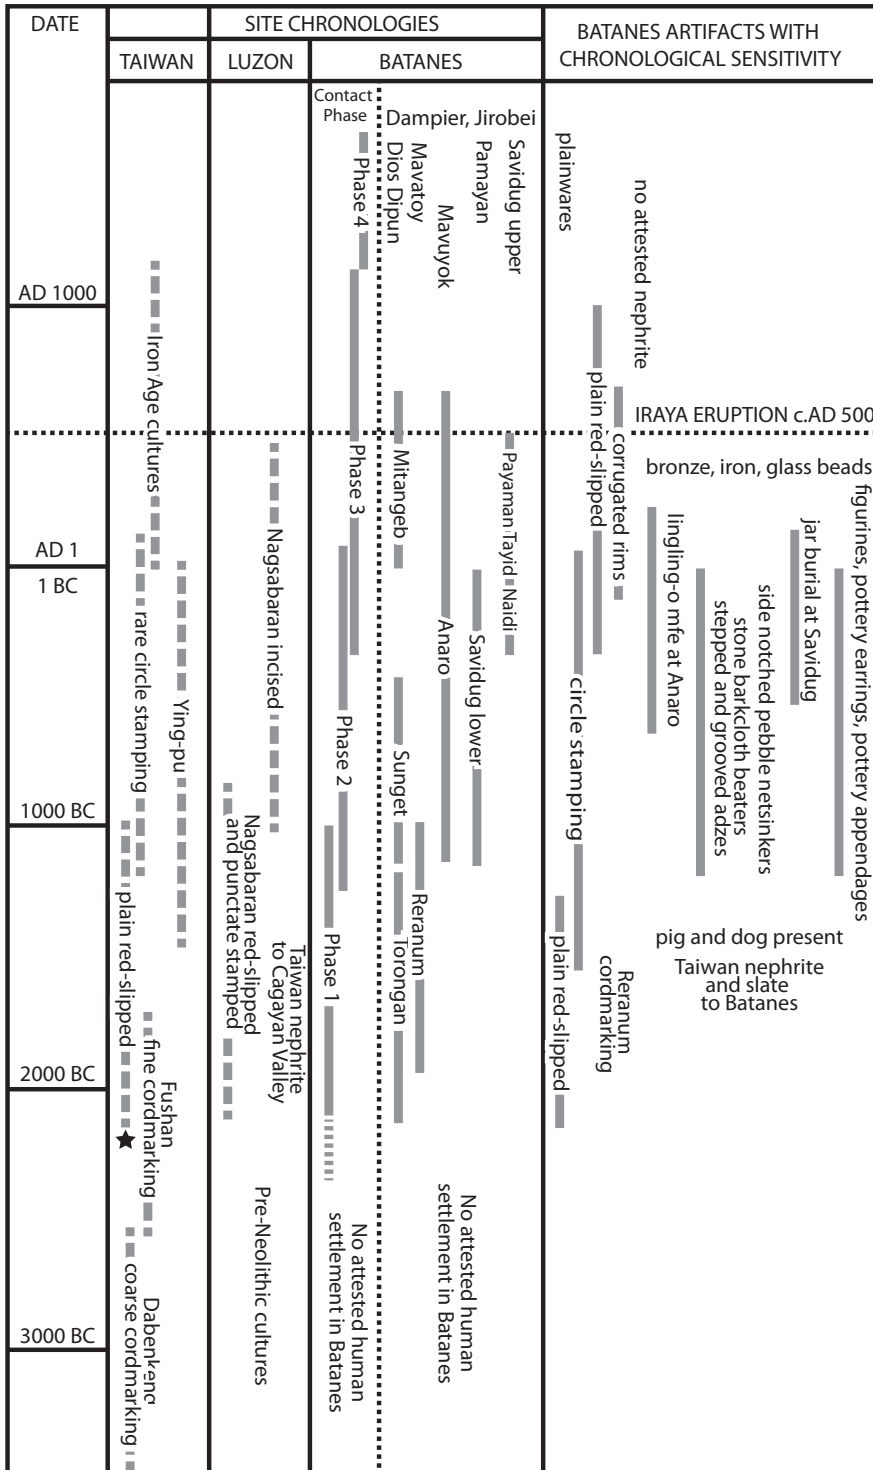 DATE
SITE CHRONOLOGIES
BATANES ARTIFACTS WITH
CHRONOLOGICAL SENSITIVITY
TAIWAN
LUZON
BATANES
AD 1000
AD 1
1 BC
1000 BC
2000 BC
3000 BC
Iron Age cultures
rare circle stamping
Ying-pu
plain red-slipped
Fushan
fine cordmarking
Dabenkeng
coarse cordmarking
Nagsabaran incised
Nagsabaran red-slipped
and punctate stamped
Taiwan nephrite
to Cagayan Valley
Pre-Neolithic cultures
Contact
Phase
Phase 4
Phase 3
Phase 2
Phase 1
No attested human
settlement in Batanes
Dampier, Jirobei
Savidug upper
Pamayan
Mavuyok
Mavatoy
Dios Dipun
Mitangeb
Payaman
Tayid
Naidi
Anaro
Savidug lower
Sunget
Reranum
Torongan
No attested human
settlement in Batanes
plainwares
no attested nephrite
plain red-slipped
IRAYA ERUPTION c.AD 500
corrugated rims
bronze, iron, glass beads
lingling-o mfe at Anaro
figurines, pottery earrings, pottery appendages
jar burial at Savidug
side notched pebble netsinkers
stone barkcloth beaters
stepped and grooved adzes
circle stamping
plain red-slipped
Reranum
cordmarking
pig and dog present
Taiwan nephrite
and slate
to Batanes